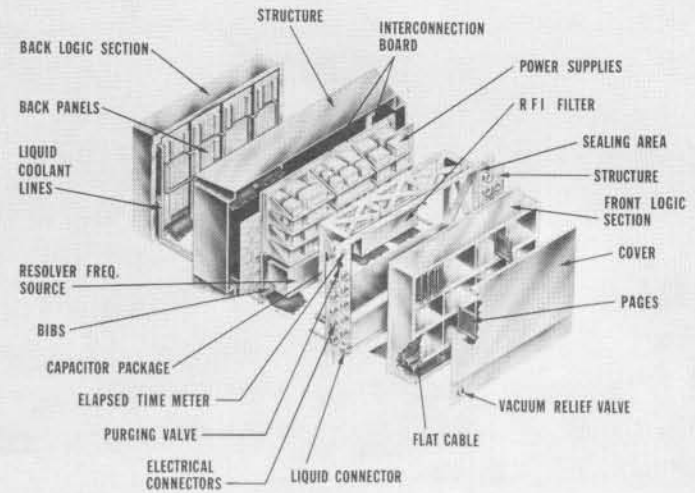 STRUCTURE
BACK LOGIC SECTION
INTERCONNECTION
BOARD
POWER SUPPLIES
BACK PANELS
RFI FILTER
SEALING AREA
LIQUID
COOLANT
LINES
STRUCTURE
FRONT LOGIC
SECTION
COVER
RESOLVER FREQ.
SOURCE
PAGES
BIBS
CAPACITOR PACKAGE
ELAPSED TIME METER
VACUUM RELIEF VALVE
PURGING VALVE
FLAT CABLE
ELECTRICAL
CONNECTORS
LIQUID CONNECTOR